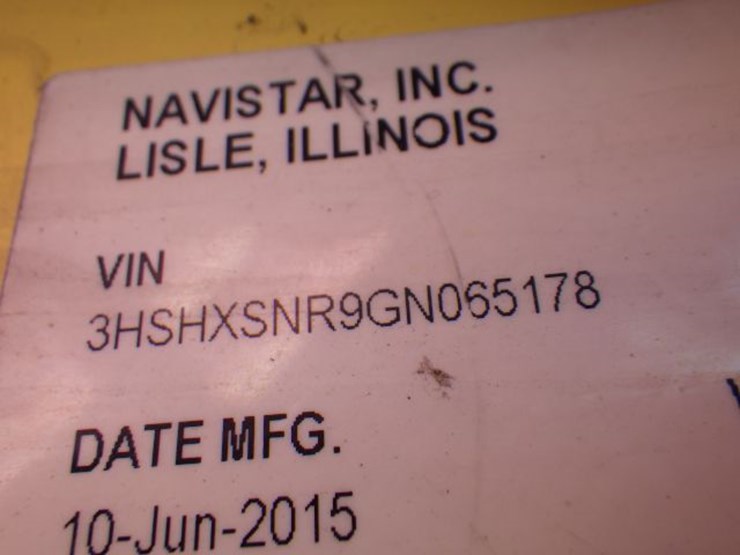 NAVISTAR, INC.
LISLE, ILLINOIS
VIN
3HSHXSNR9GN065178
DATE MFG.
10-Jun-2015